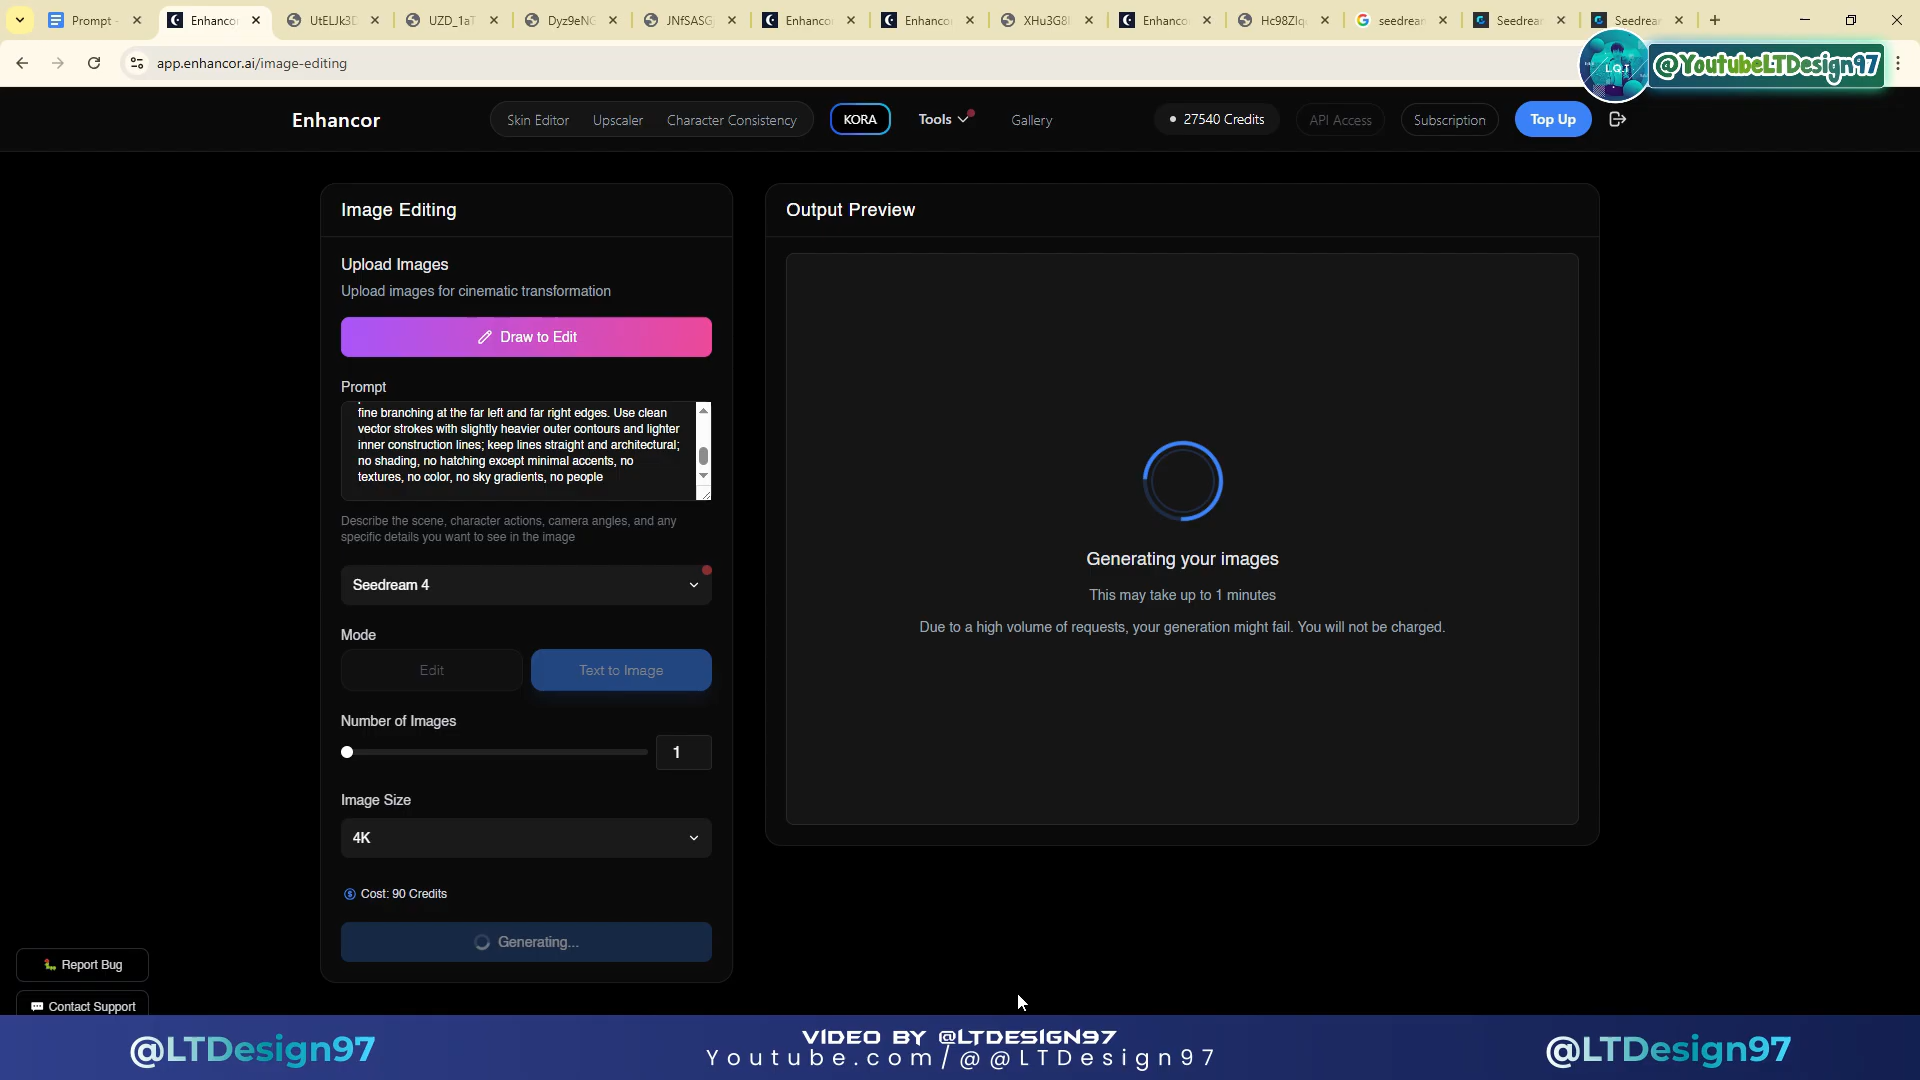 Prompt -
Enhancor
UtELJk3D
UZD_1aT
Dyz9eNG
JNfSASG
Enhanco
Enhanco
XHu3G8
Enhanco
Hc98ZIq
seedrean
Seedrea
Seedrea
app.enhancor.ai/image-editing
L.Q.T
@YoutubeLTDesign97
Enhancor
Skin Editor
Upscaler
Character Consistency
KORA
Tools
Gallery
27540 Credits
API Access
Subscription
Top Up
Image Editing
Upload Images
Upload images for cinematic transformation
Draw to Edit
Prompt
fine branching at the far left and far right edges. Use clean
vector strokes with slightly heavier outer contours and lighter
inner construction lines; keep lines straight and architectural;
no shading, no hatching except minimal accents, no
textures, no color, no sky gradients, no people
Describe the scene, character actions, camera angles, and any
specific details you want to see in the image
Seedream 4
Mode
Edit
Text to Image
Number of Images
1
Image Size
4K
Cost: 90 Credits
Generating...
Output Preview
Generating your images
This may take up to 1 minutes
Due to a high volume of requests, your generation might fail. You will not be charged.
Report Bug
Contact Support
@LTDesign97
VIDEO BY @LTDESIGN97
Youtube.com/@@LTDesign97
@LTDesign97